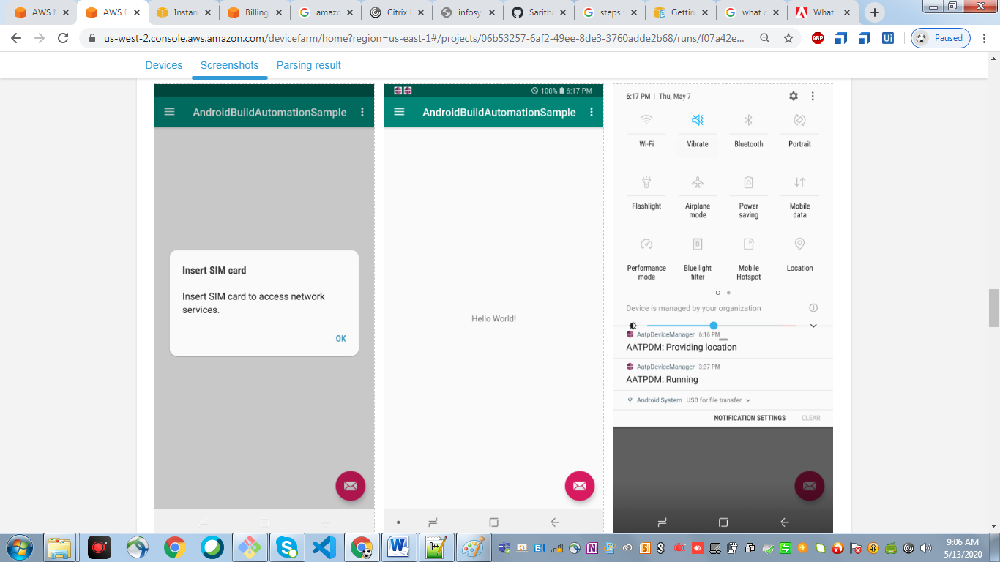 AWS M
AWS D
Instan
Billing
amazo
Citrix
infosy
Sarith
steps
Gettin
what c
What
us-west-2.console.aws.amazon.com/devicefarm/home?region=us-east-1#/projects/06b53257-6af2-49ee-8de3-3760adde2b68/runs/f07a42e...
ABP
Ui
Paused
Devices
Screenshots
Parsing result
AndroidBuildAutomationSample
Insert SIM card
Insert SIM card to access network
services.
OK
100% 6:17 PM
AndroidBuildAutomationSample
Hello World!
6:17 PM | Thu, May 7
Wi-Fi
Vibrate
Bluetooth
Portrait
Flashlight
Airplane
mode
Power
saving
Mobile
data
Performance
mode
Blue light
filter
Mobile
Hotspot
Location
Device is managed by your organization
AatpDeviceManager 6:16 PM
AATPDM: Providing location
AatpDeviceManager 3:37 PM
AATPDM: Running
Android System USB for file transfer
NOTIFICATION SETTINGS
CLEAR
9:06 AM
5/13/2020